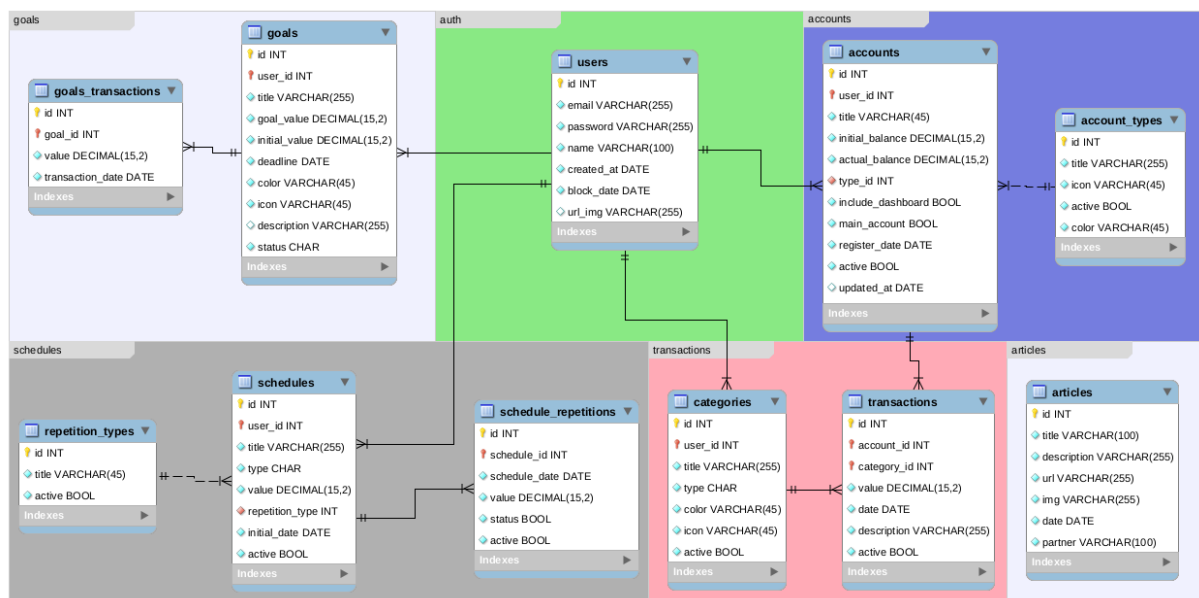 goals
goals
id INT
user_id INT
title VARCHAR(255)
goal_value DECIMAL(15,2)
initial_value DECIMAL(15,2)
deadline DATE
color VARCHAR(45)
icon VARCHAR(45)
description VARCHAR(255)
status CHAR
Indexes
goals_transactions
id INT
goal_id INT
value DECIMAL(15,2)
transaction_date DATE
Indexes
auth
users
id INT
email VARCHAR(255)
password VARCHAR(255)
name VARCHAR(100)
created_at DATE
block_date DATE
url_img VARCHAR(255)
Indexes
accounts
accounts
id INT
user_id INT
title VARCHAR(45)
initial_balance DECIMAL(15,2)
actual_balance DECIMAL(15,2)
type_id INT
include_dashboard BOOL
main_account BOOL
register_date DATE
active BOOL
updated_at DATE
Indexes
account_types
id INT
title VARCHAR(255)
icon VARCHAR(45)
active BOOL
color VARCHAR(45)
Indexes
schedules
repetition_types
id INT
title VARCHAR(45)
active BOOL
Indexes
schedules
id INT
user_id INT
title VARCHAR(255)
type CHAR
value DECIMAL(15,2)
repetition_type INT
initial_date DATE
active BOOL
Indexes
schedule_repetitions
id INT
schedule_id INT
schedule_date DATE
value DECIMAL(15,2)
status BOOL
active BOOL
Indexes
transactions
categories
id INT
user_id INT
title VARCHAR(255)
type CHAR
color VARCHAR(45)
icon VARCHAR(45)
active BOOL
Indexes
transactions
id INT
account_id INT
category_id INT
value DECIMAL(15,2)
date DATE
description VARCHAR(255)
active BOOL
Indexes
articles
articles
id INT
title VARCHAR(100)
description VARCHAR(255)
url VARCHAR(255)
img VARCHAR(255)
date DATE
partner VARCHAR(100)
Indexes